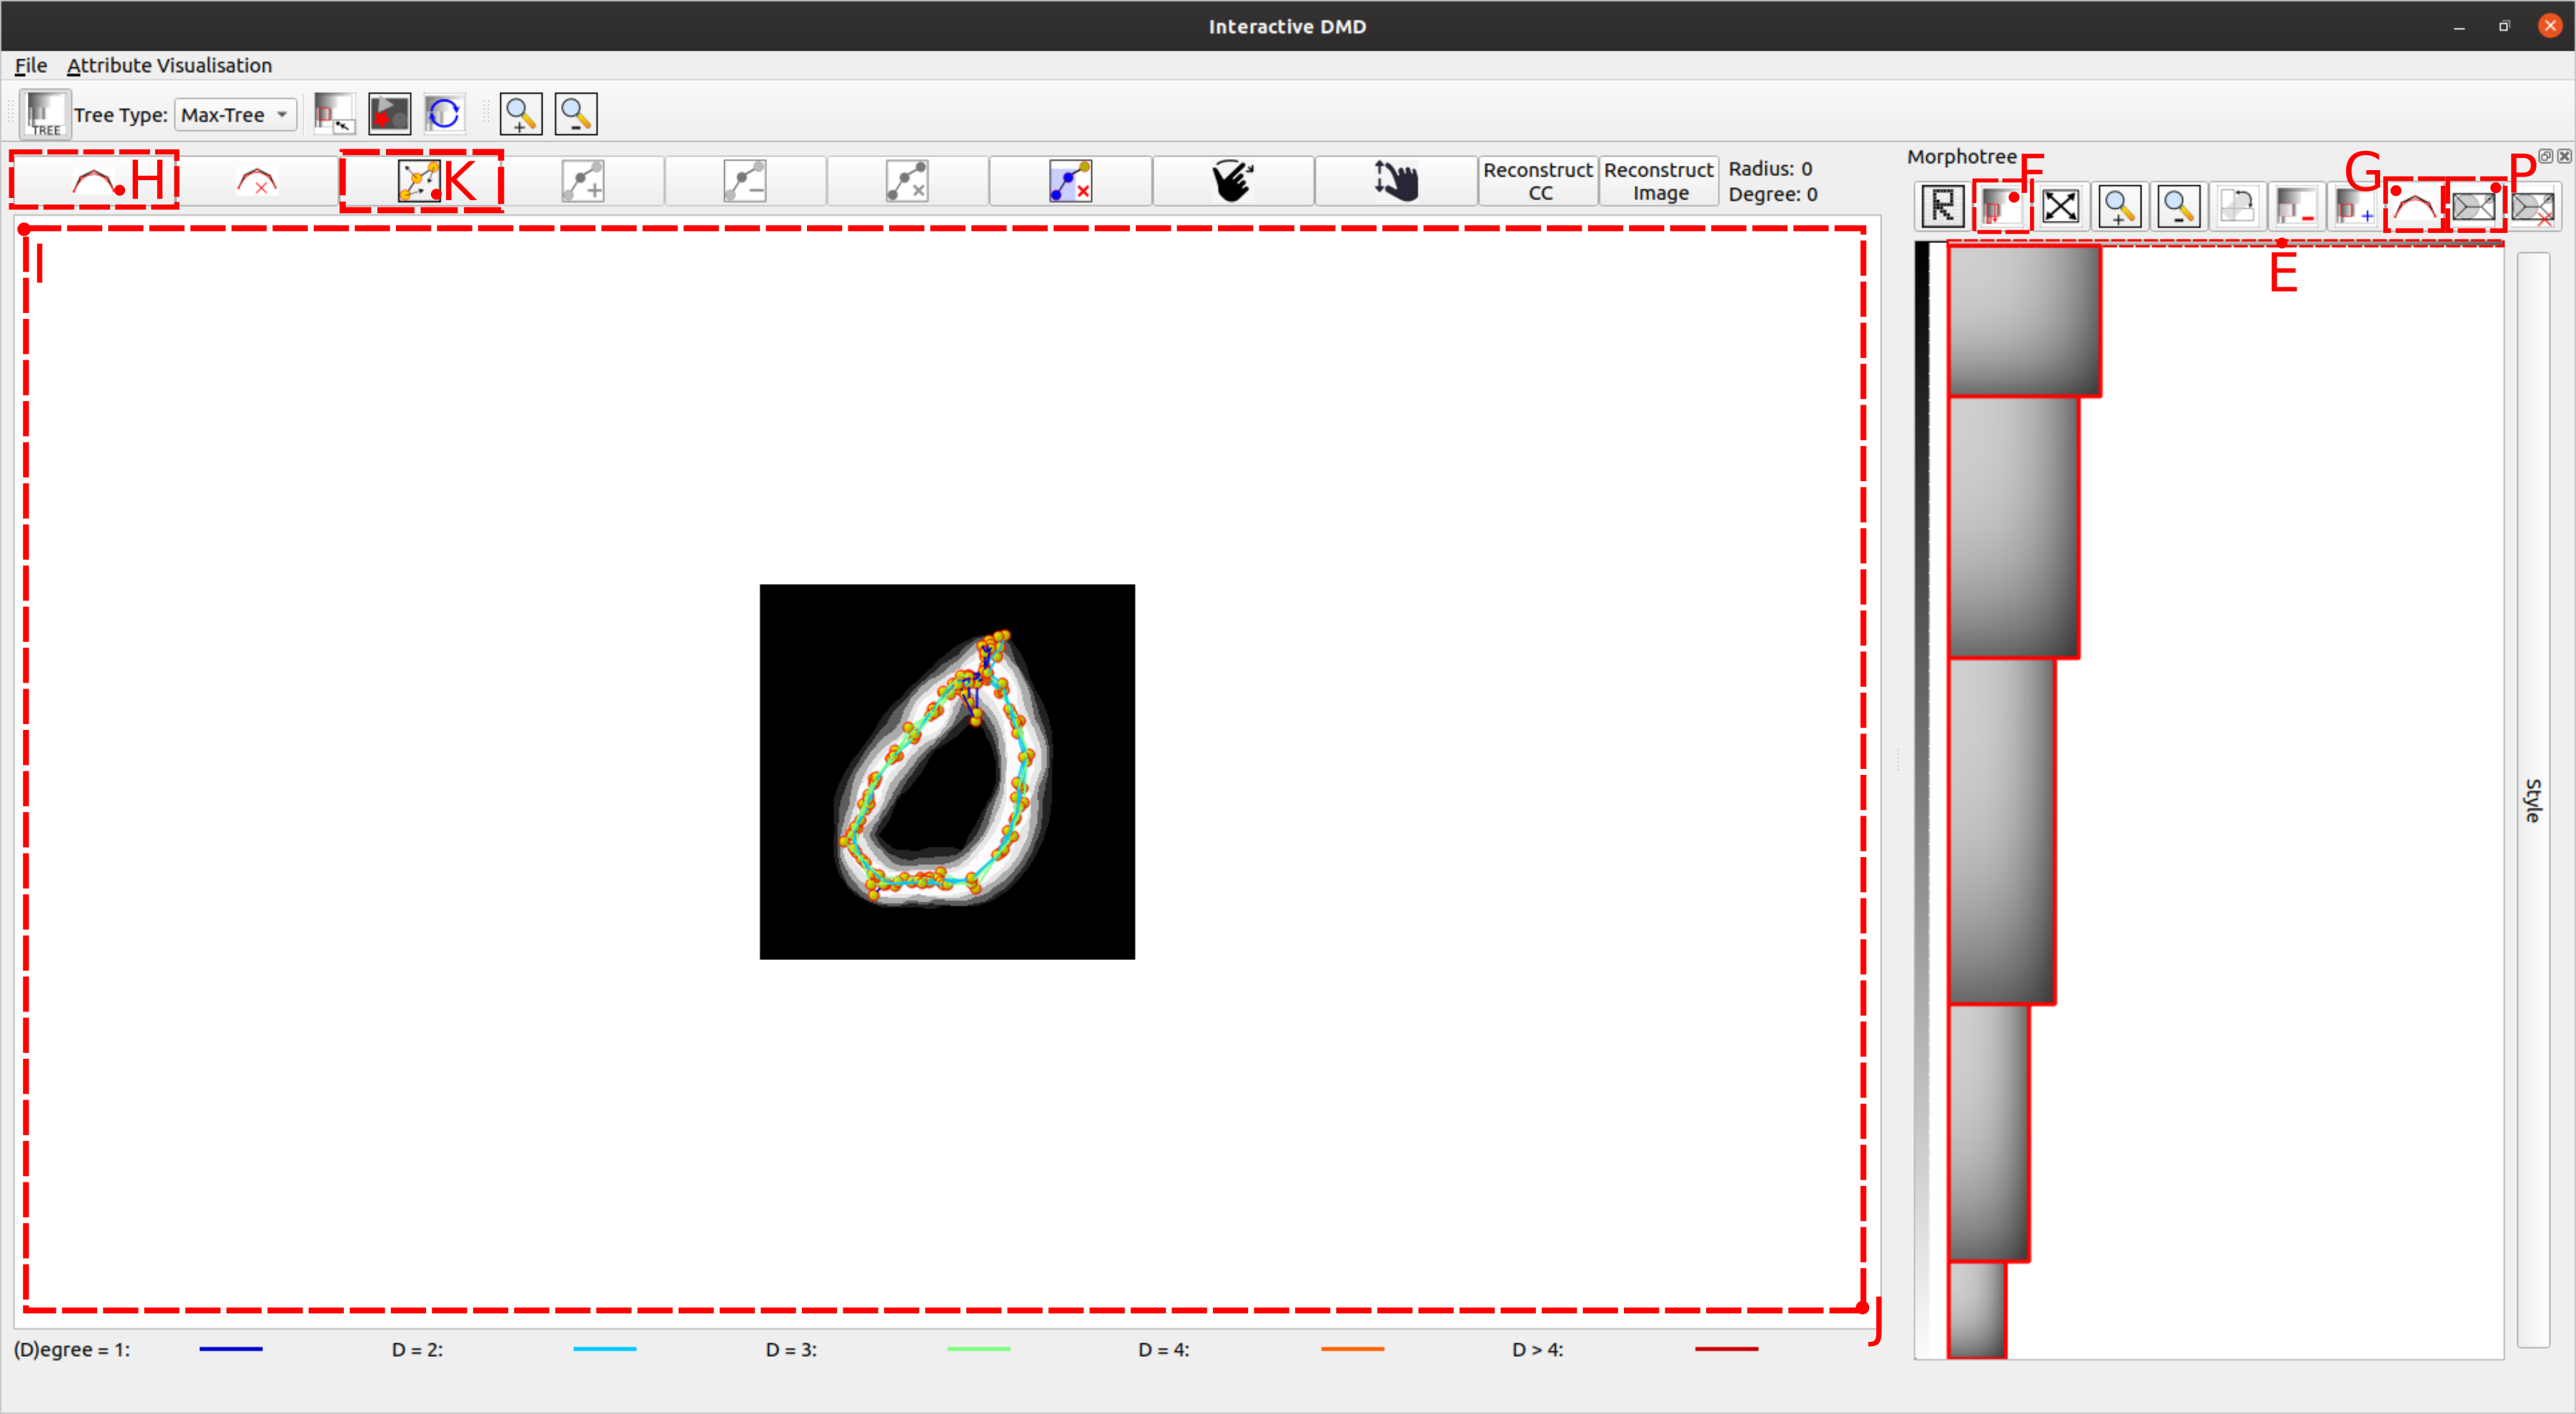 Interactive DMD
File Attribute Visualisation
TREE Tree Type: Max-Tree
H K Reconstruct CC Reconstruct Image Radius: 0
Degree: 0
Morphotree
F G P
R
I
E
Style
J
(D)egree = 1: D = 2: D = 3: D = 4: D > 4: